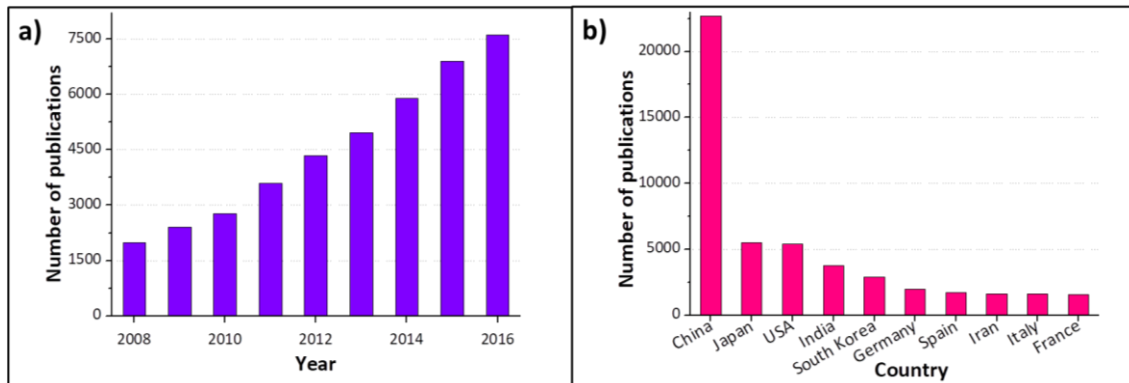 a)
Number of publications
7500
6000
4500
3000
1500
0
2008
2010
2012
2014
2016
Year
b)
Number of publications
20000
15000
10000
5000
0
China
Japan
USA
India
South Korea
Germany
Spain
Iran
Italy
France
Country